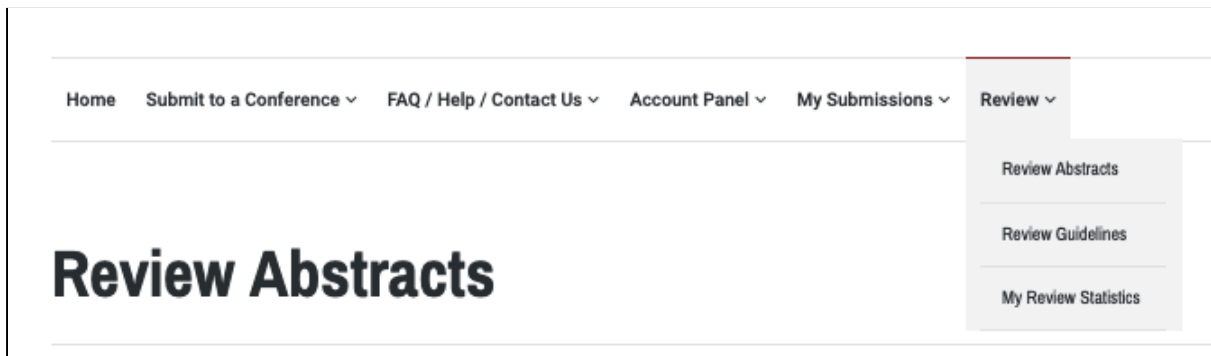 Home Submit to a Conference FAQ / Help / Contact Us Account Panel My Submissions Review
Review Abstracts
Review Guidelines
My Review Statistics
Review Abstracts